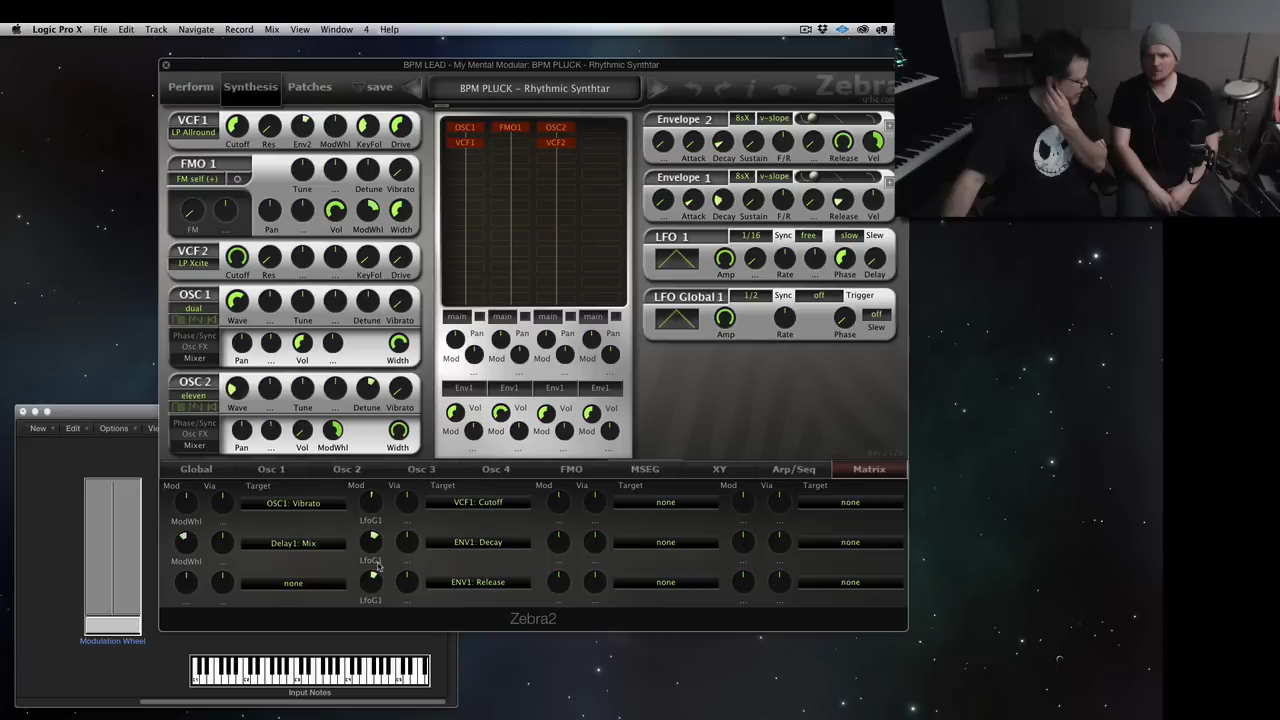 Logic Pro X File Edit Track Navigate Record Mix View Window 4 Help
BPM LEAD - My Mental Modular: BPM PLUCK - Rhythmic Synthtar
Perform Synthesis Patches save BPM PLUCK - Rhythmic Synthtar Zebra2
u-he.com
VCF1
LP Allround
Cutoff Res Env2 ModWhl KeyFol Drive
FMO 1
FM self (+)
Tune ... Detune Vibrato
FM ... Pan ... Vol ModWhl Width
VCF 2
LP Xcite
Cutoff Res ... ... KeyFol Drive
OSC 1
dual
Wave ... Tune ... Detune Vibrato
Phase/Sync
Osc FX
Mixer
Pan ... Vol ... Width
OSC 2
eleven
Wave ... Tune ... Detune Vibrato
Phase/Sync
Osc FX
Mixer
Pan ... Vol ModWhl Width
OSC1 FMO1 OSC2
VCF1 VCF2
main main main main
Pan Pan Pan Pan
Mod Mod Mod Mod
... ... ... ...
Env1 Env1 Env1 Env1
Vol Vol Vol Vol
Mod Mod Mod Mod
... ... ... ...
Envelope 2 8sX v-slope
... Attack Decay Sustain F/R ... Release Vel
Envelope 1 8sX v-slope
... Attack Decay Sustain F/R ... Release Vel
LFO 1 1/16 Sync free slow Slew
Amp ... Rate ... Phase Delay
LFO Global 1 1/2 Sync off Trigger
off
Slew
Amp Rate Phase
Global Osc 1 Osc 2 Osc 3 Osc 4 FMO MSEG XY Arp/Seq Matrix
Mod Via Target Mod Via Target Mod Via Target Mod Via Target
OSC1: Vibrato VCF1: Cutoff none none
ModWhl ... LfoG1 ... ... ... ... ...
Delay1: Mix ENV1: Decay none none
ModWhl ... LfoG1 ... ... ... ... ...
none ENV1: Release none none
... ... LfoG1 ... ... ... ... ...
Zebra2
New Edit Options
Modulation Wheel
Input Notes